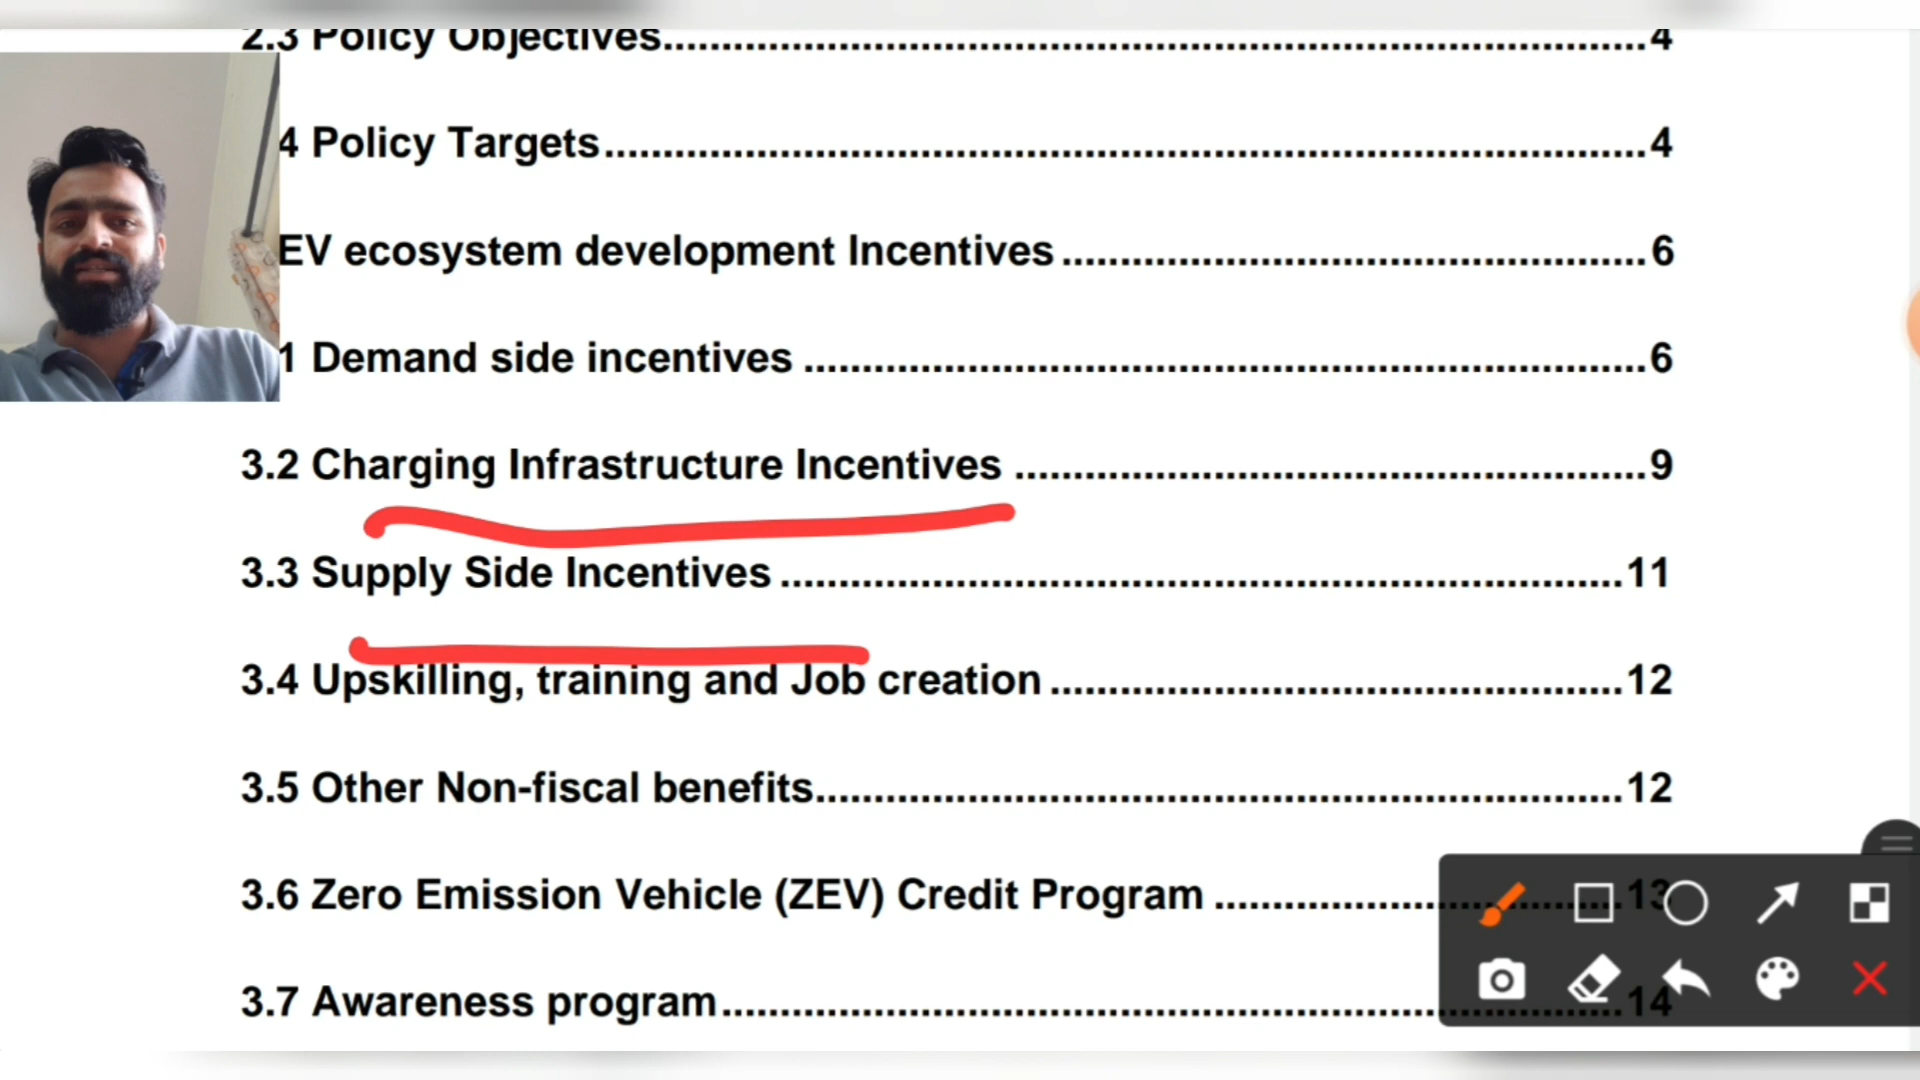 2.3 Policy Objectives....................4
4 Policy Targets....................4
EV ecosystem development Incentives....................6
1 Demand side incentives....................6
3.2 Charging Infrastructure Incentives....................9
3.3 Supply Side Incentives....................11
3.4 Upskilling, training and Job creation....................12
3.5 Other Non-fiscal benefits....................12
3.6 Zero Emission Vehicle (ZEV) Credit Program....................13
3.7 Awareness program....................14